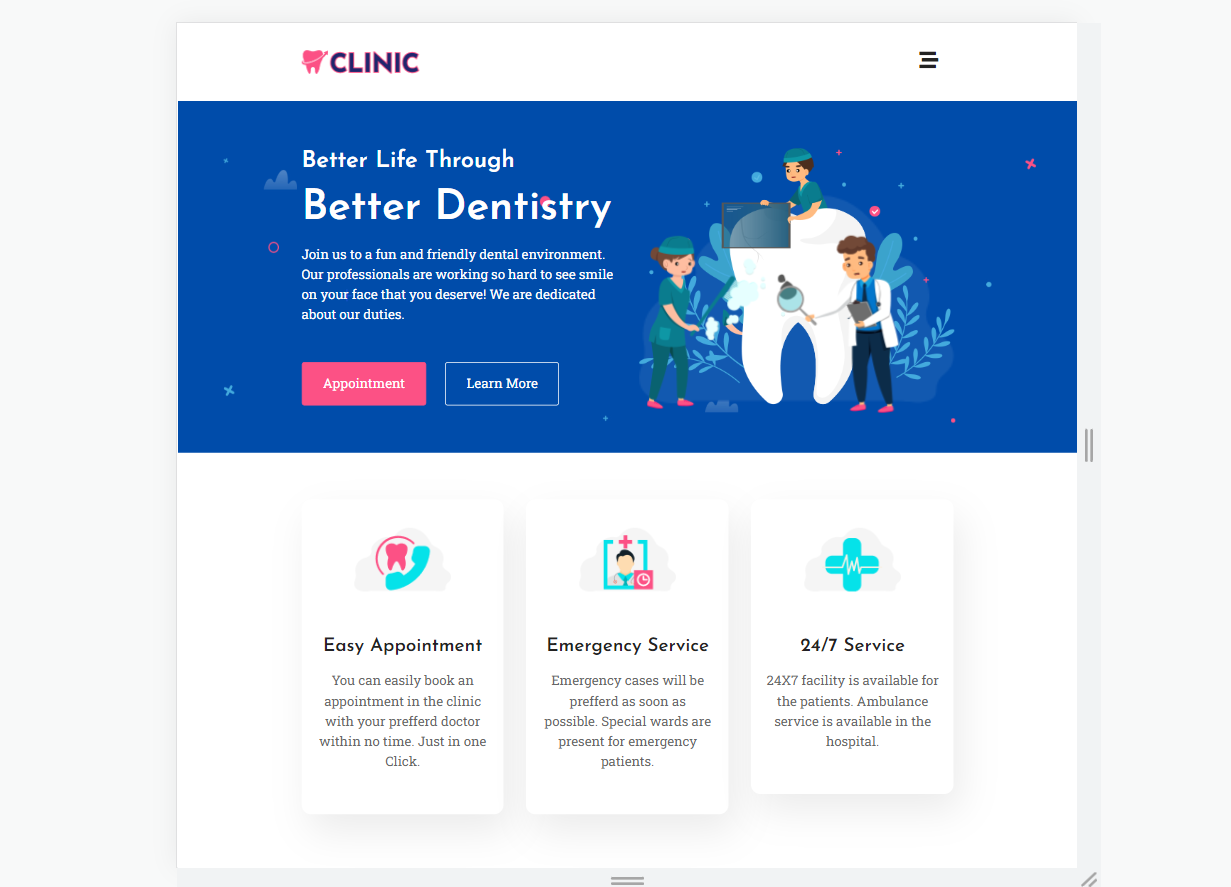 CLINIC
Better Life Through
Better Dentistry
Join us to a fun and friendly dental environment.
Our professionals are working so hard to see smile
on your face that you deserve! We are dedicated
about our duties.
Appointment
Learn More
Easy Appointment
You can easily book an
appointment in the clinic
with your prefferd doctor
within no time. Just in one
Click.
Emergency Service
Emergency cases will be
prefferd as soon as
possible. Special wards are
present for emergency
patients.
24/7 Service
24X7 facility is available for
the patients. Ambulance
service is available in the
hospital.